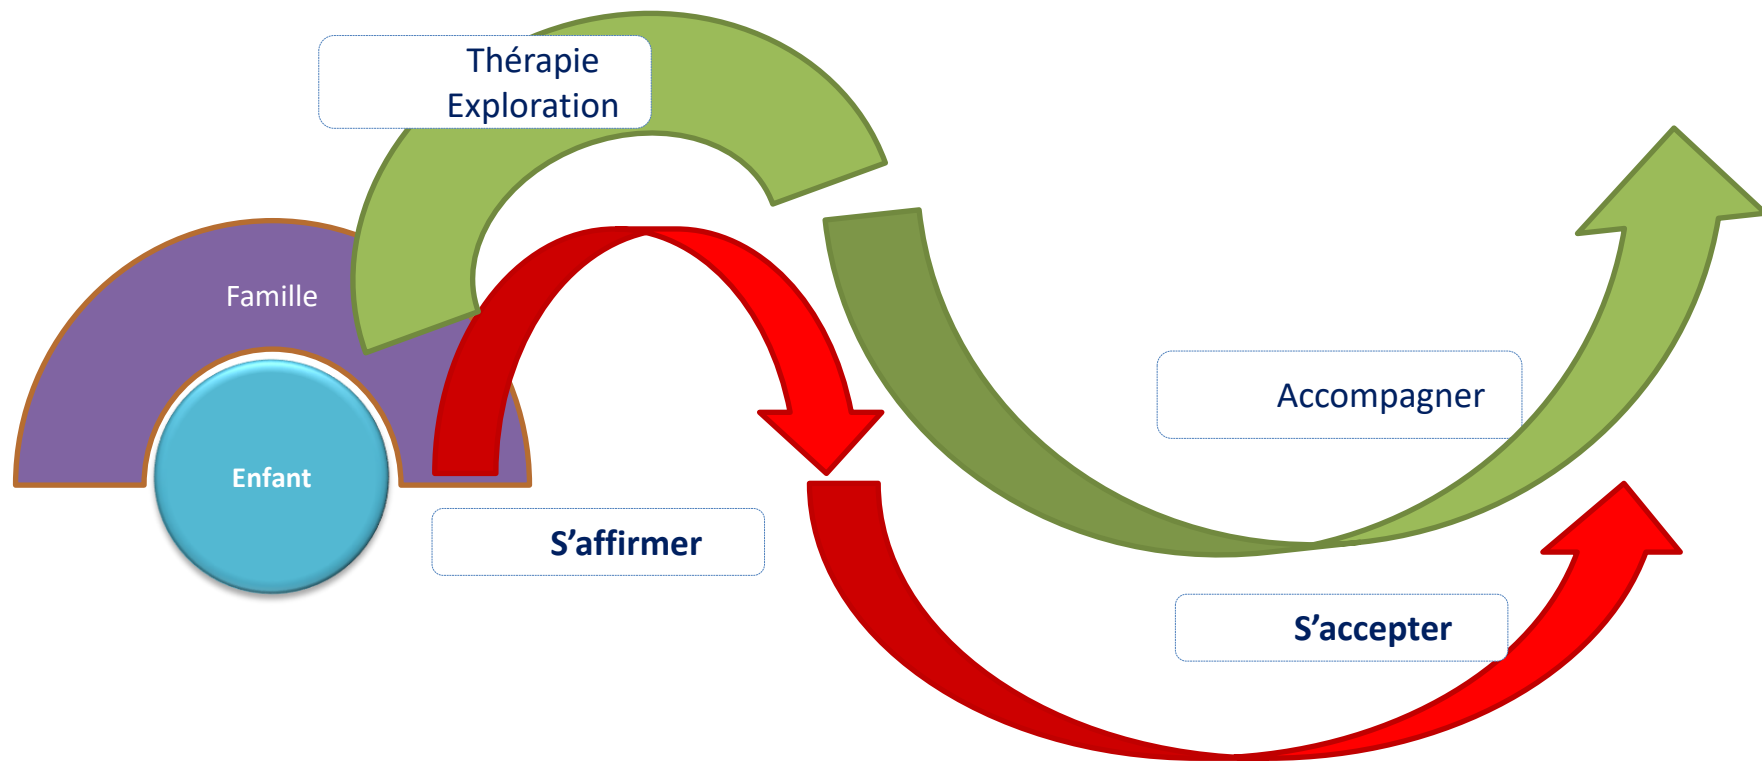 Thérapie
Exploration
Famille
Enfant
Accompagner
S’affirmer
S’accepter